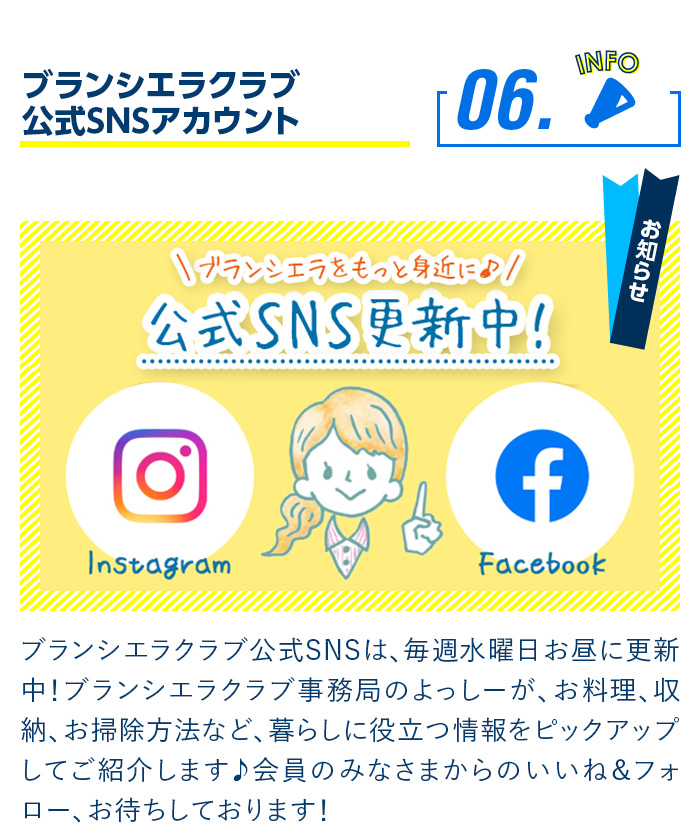 ブランシエラクラブ
公式SNSアカウント
06.
INFO
お知らせ
ブランシエラをもっと身近に♪
公式SNS更新中!
Instagram
Facebook
ブランシエラクラブ公式SNSは、毎週水曜日お昼に更新
中!ブランシエラクラブ事務局のよっしーが、お料理、収
納、お掃除方法など、暮らしに役立つ情報をピックアップ
してご紹介します♪会員のみなさまからのいいね&フォ
ロー、お待ちしております!